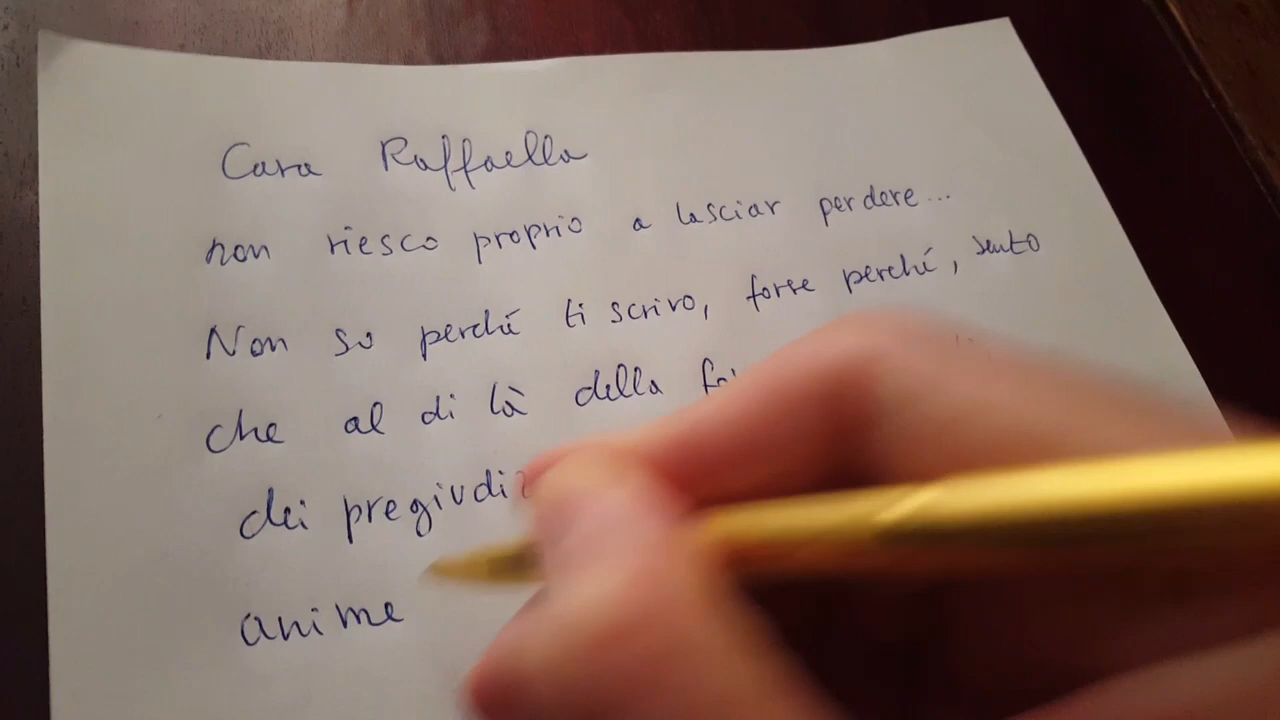 Cara Raffaella
non riesco proprio a lasciar perdere...
Non so perché ti scrivo, forse perché, sento
che al di là della
dei
anime